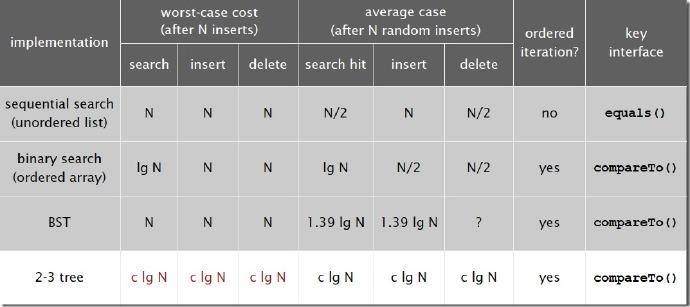 implementation
worst-case cost
(after N inserts)
average case
(after N random inserts)
ordered
iteration?
key
interface
search insert delete search hit insert delete
sequential search
(unordered list)
N N N N/2 N N/2 no equals()
binary search
(ordered array)
lg N N N lg N N/2 N/2 yes compareTo()
BST N N N 1.39 lg N 1.39 lg N ? yes compareTo()
2-3 tree c lg N c lg N c lg N c lg N c lg N c lg N yes compareTo()